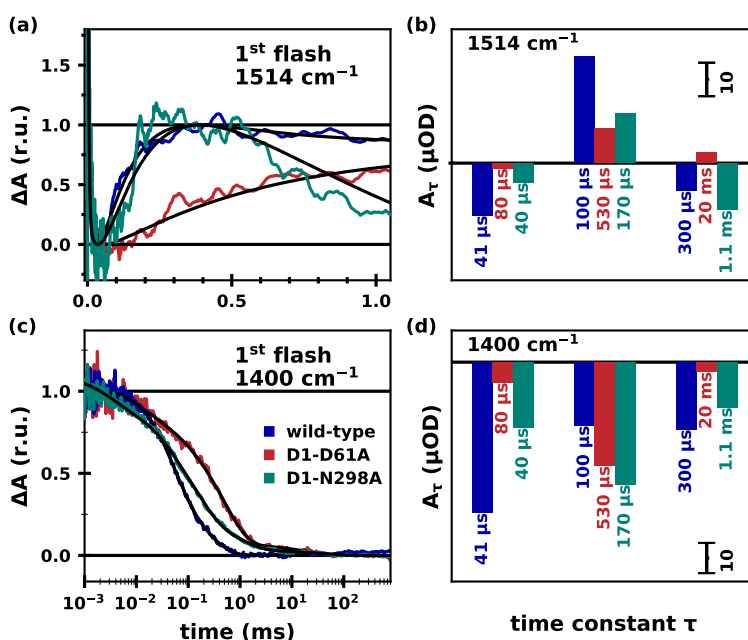 (a)
1st flash
1514 cm−1
ΔA (r.u.)
1.5
1.0
0.5
0.0
0.0
0.5
1.0
(b)
1514 cm−1
10
Aτ (µOD)
41 µs
80 µs
40 µs
100 µs
530 µs
170 µs
300 µs
20 ms
1.1 ms
(c)
1st flash
1400 cm−1
wild-type
D1-D61A
D1-N298A
ΔA (r.u.)
1.0
0.5
0.0
10−3 10−2 10−1 100 101 102
time (ms)
(d)
1400 cm−1
Aτ (µOD)
41 µs
80 µs
40 µs
100 µs
530 µs
170 µs
300 µs
20 ms
1.1 ms
10
time constant τ